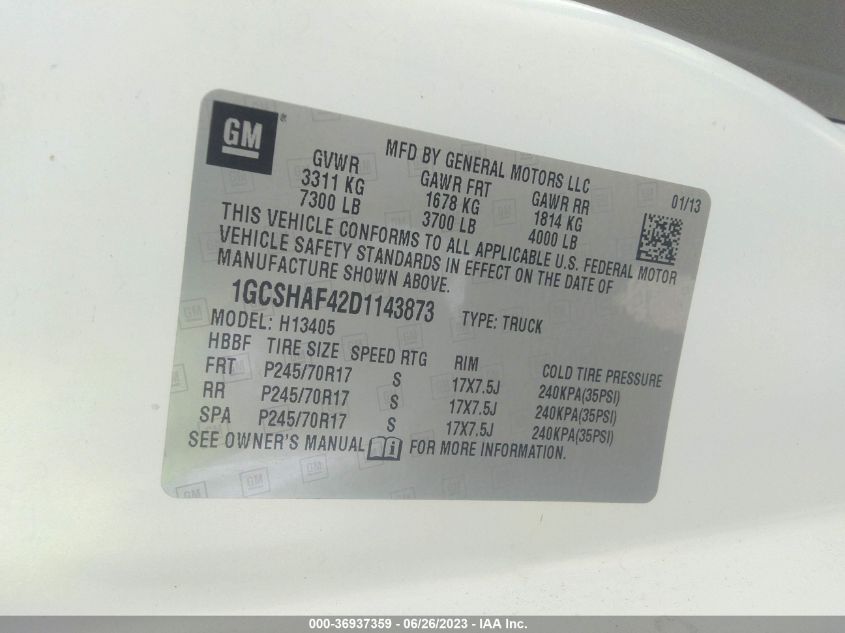 GM ®
MFD BY GENERAL MOTORS LLC
01/13
GVWR GAWR FRT GAWR RR
3311 KG 1678 KG 1814 KG
7300 LB 3700 LB 4000 LB
THIS VEHICLE CONFORMS TO ALL APPLICABLE U.S. FEDERAL MOTOR
VEHICLE SAFETY STANDARDS IN EFFECT ON THE DATE OF
MANUFACTURE SHOWN ABOVE.
1GCSHAF42D1143873 TYPE: TRUCK
MODEL: H13405
HBBF TIRE SIZE SPEED RTG RIM COLD TIRE PRESSURE
FRT P245/70R17 S 17X7.5J 240KPA(35PSI)
RR P245/70R17 S 17X7.5J 240KPA(35PSI)
SPA P245/70R17 S 17X7.5J 240KPA(35PSI)
SEE OWNER'S MANUAL i FOR MORE INFORMATION.
000-36937359 - 06/26/2023 - IAA Inc.